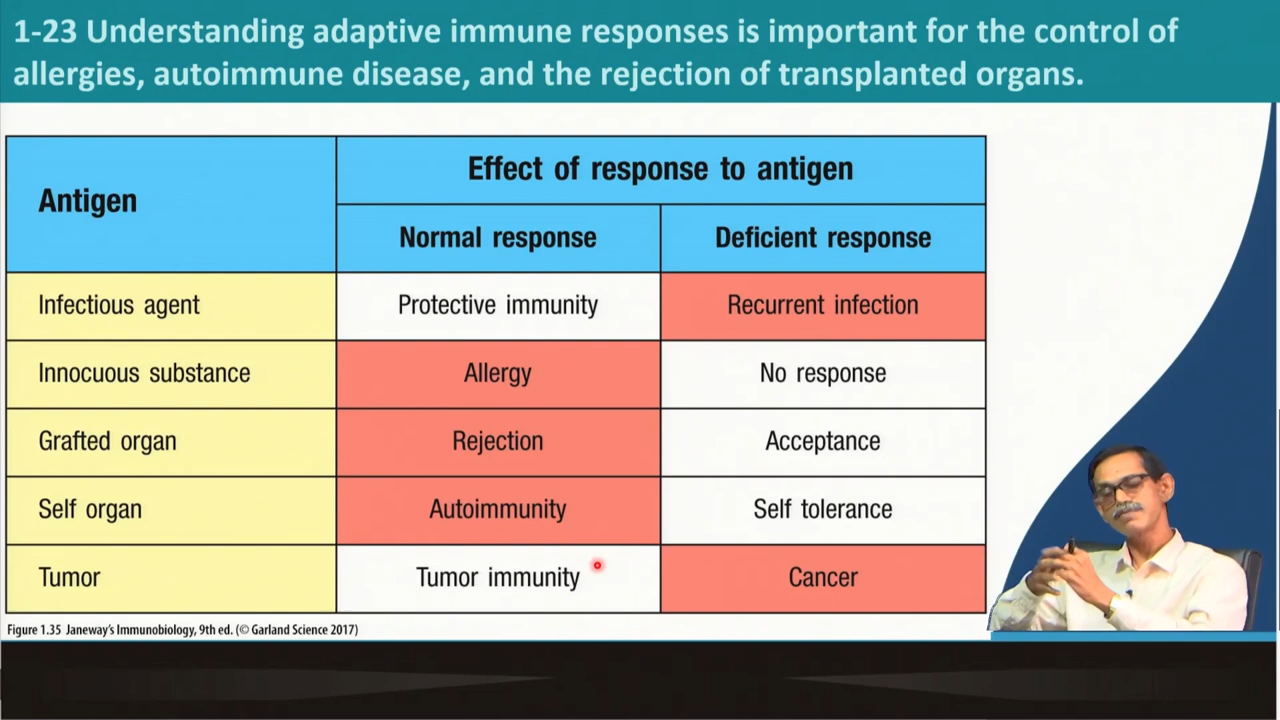 1-23 Understanding adaptive immune responses is important for the control of
allergies, autoimmune disease, and the rejection of transplanted organs.
Antigen
Effect of response to antigen
Normal response
Deficient response
Infectious agent
Protective immunity
Recurrent infection
Innocuous substance
Allergy
No response
Grafted organ
Rejection
Acceptance
Self organ
Autoimmunity
Self tolerance
Tumor
Tumor immunity
Cancer
Figure 1.35 Janeway's Immunobiology, 9th ed. (© Garland Science 2017)